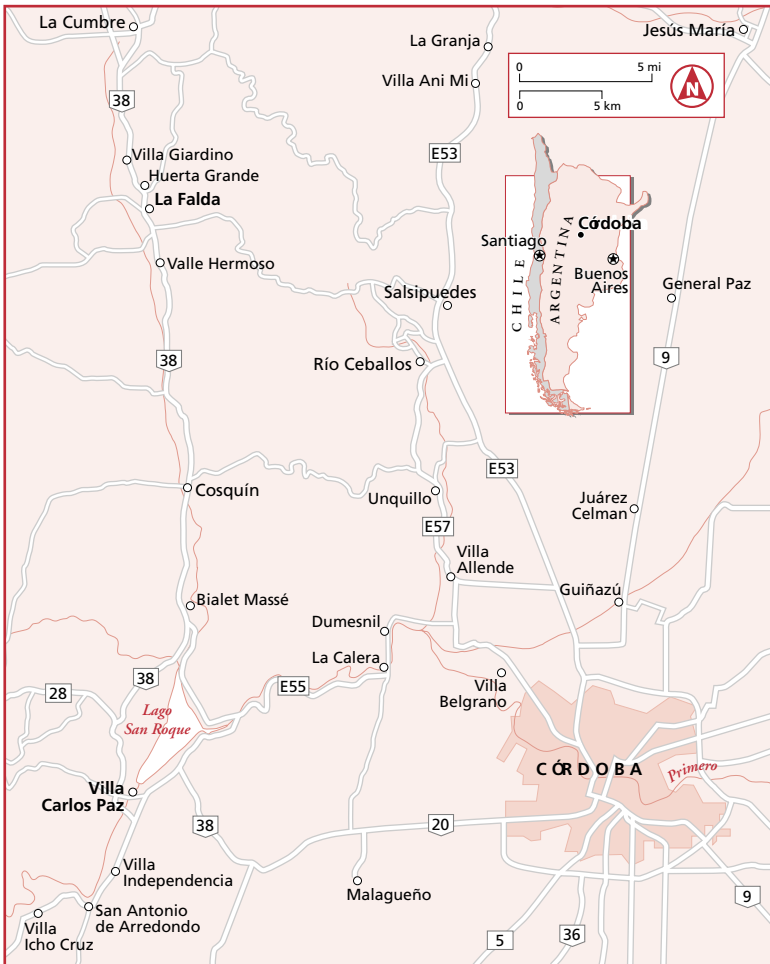 La Cumbre
La Granja
Jesús María
0 5 mi
0 5 km
N
Villa Ani Mi
38
E53
Villa Giardino
Huerta Grande
La Falda
Valle Hermoso
Córdoba
Santiago
Buenos
Aires
CHILE
ARGENTINA
Salsipuedes
General Paz
38
Río Ceballos
9
E53
Cosquín
Unquillo
Juárez
Celman
E57
Villa
Allende
Guiñazú
Bialet Massé
Dumesnil
La Calera
Villa
Belgrano
28
38
E55
Lago
San Roque
CÓRDOBA
Primero
Villa
Carlos Paz
38
20
Villa
Independencia
Malagueño
9
San Antonio
de Arredondo
Villa
Icho Cruz
5
36